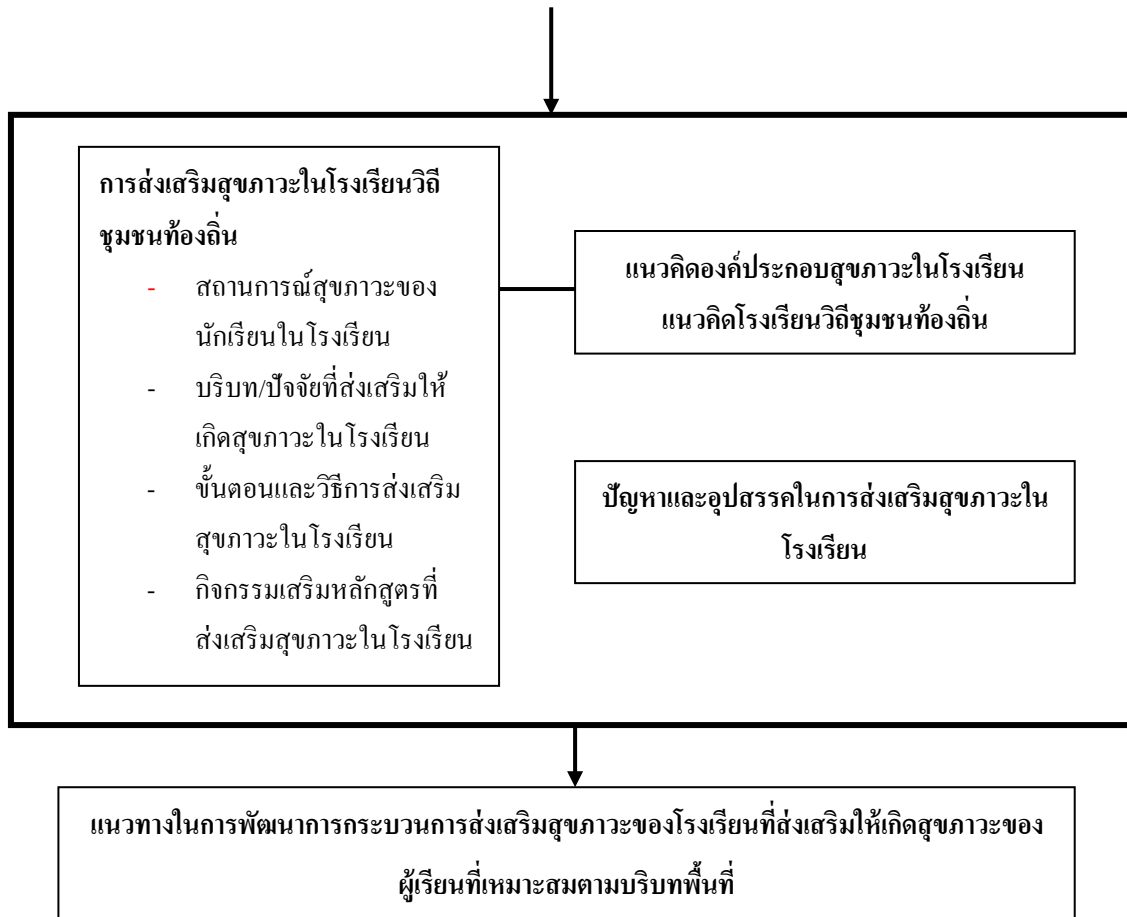 การส่งเสริมสุขภาวะในโรงเรียนวิถี
ชุมชนท้องถิ่น
- สถานการณ์สุขภาวะของ
นักเรียนในโรงเรียน
- บริบท/ปัจจัยที่ส่งเสริมให้
เกิดสุขภาวะในโรงเรียน
- ขั้นตอนและวิธีการส่งเสริม
สุขภาวะในโรงเรียน
- กิจกรรมเสริมหลักสูตรที่
ส่งเสริมสุขภาวะในโรงเรียน
แนวคิดองค์ประกอบสุขภาวะในโรงเรียน
แนวคิดโรงเรียนวิถีชุมชนท้องถิ่น
ปัญหาและอุปสรรคในการส่งเสริมสุขภาวะใน
โรงเรียน
แนวทางในการพัฒนาการกระบวนการส่งเสริมสุขภาวะของโรงเรียนที่ส่งเสริมให้เกิดสุขภาวะของ
ผู้เรียนที่เหมาะสมตามบริบทพื้นที่